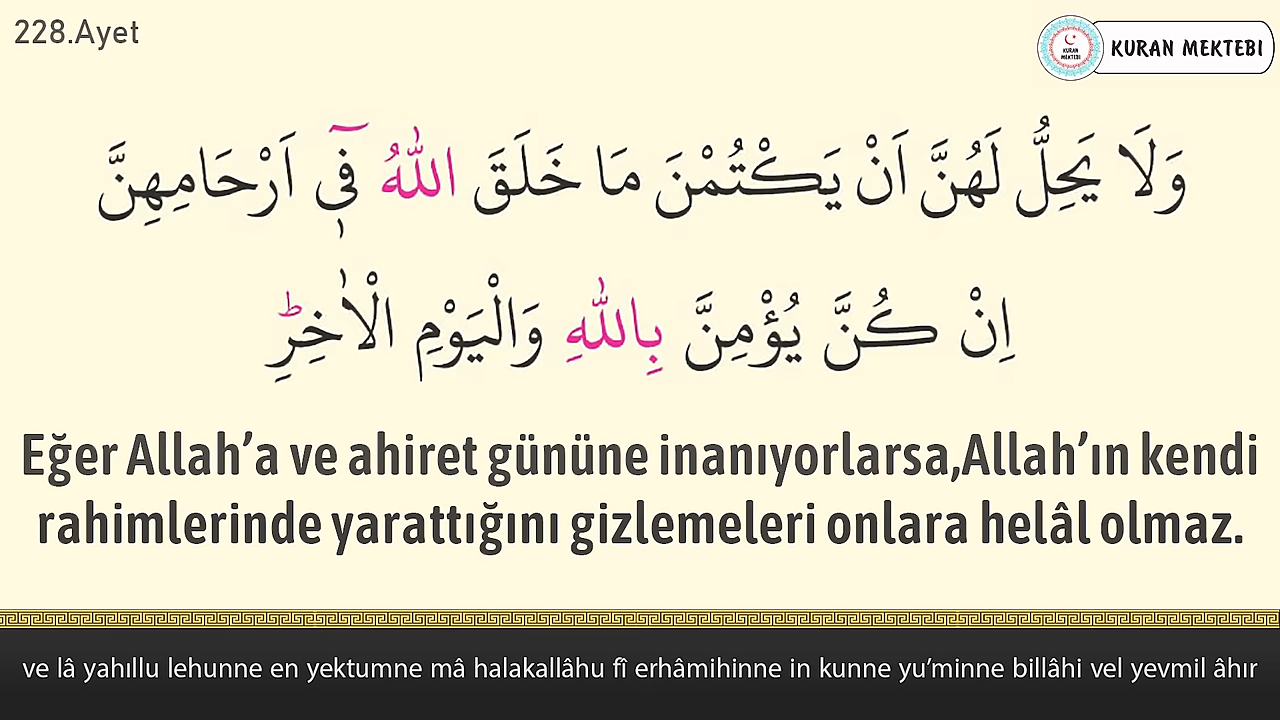 228.Ayet
KURAN MEKTEBI
KURAN
MEKTEBİ
وَلَا يَحِلُّ لَهُنَّ اَنْ يَكْتُمْنَ مَا خَلَقَ اللّٰهُ ف۪ٓي اَرْحَامِهِنَّ
اِنْ كُنَّ يُؤْمِنَّ بِاللّٰهِ وَالْيَوْمِ الْاٰخِرِۜ
Eğer Allah’a ve ahiret gününe inanıyorlarsa,Allah’ın kendi
rahimlerinde yarattığını gizlemeleri onlara helâl olmaz.
ve lâ yahıllu lehunne en yektumne mâ halakallâhu fî erhâmihinne in kunne yu’minne billâhi vel yevmil âhır